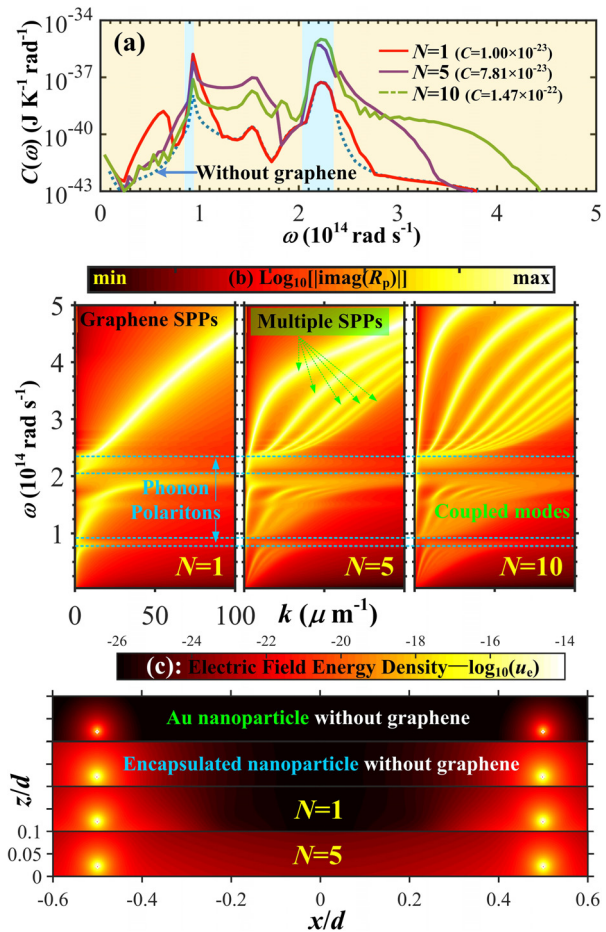 (a)
10^-34
10^-37
10^-40
10^-43
C(ω) (J K^-1 rad^-1)
N=1 (C=1.00×10^-23)
N=5 (C=7.81×10^-23)
N=10 (C=1.47×10^-22)
Without graphene
0 1 2 3 4 5
ω (10^14 rad s^-1)
min (b) Log10[|imag(Rp)|] max
5
4
3
2
1
ω (10^14 rad s^-1)
Graphene SPPs
Multiple SPPs
Phonon
Polaritons
Coupled modes
N=1 N=5 N=10
0 50 100
k (μ m^-1)
-26 -24 -22 -20 -18 -16 -14
(c): Electric Field Energy Density—log10(ue)
Au nanoparticle without graphene
Encapsulated nanoparticle without graphene
N=1
N=5
z/d
0.1
0.05
0
-0.6 -0.4 -0.2 0 0.2 0.4 0.6
x/d